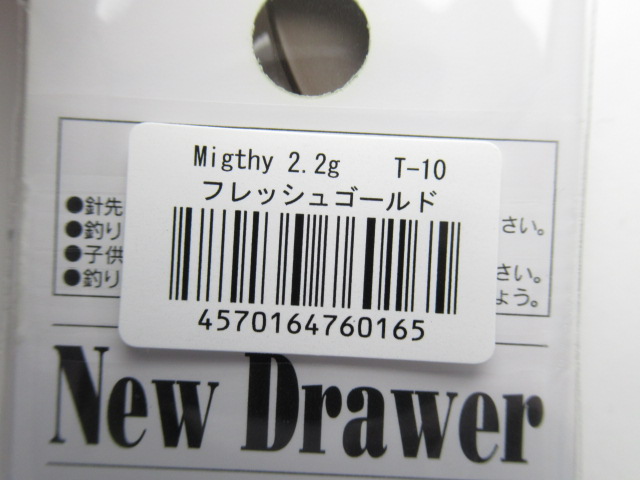 Migthy 2.2g T-10
フレッシュゴールド
4570164760165
●針先 さい。
●釣り
●子供 さい。
●釣り よう。
New Drawer